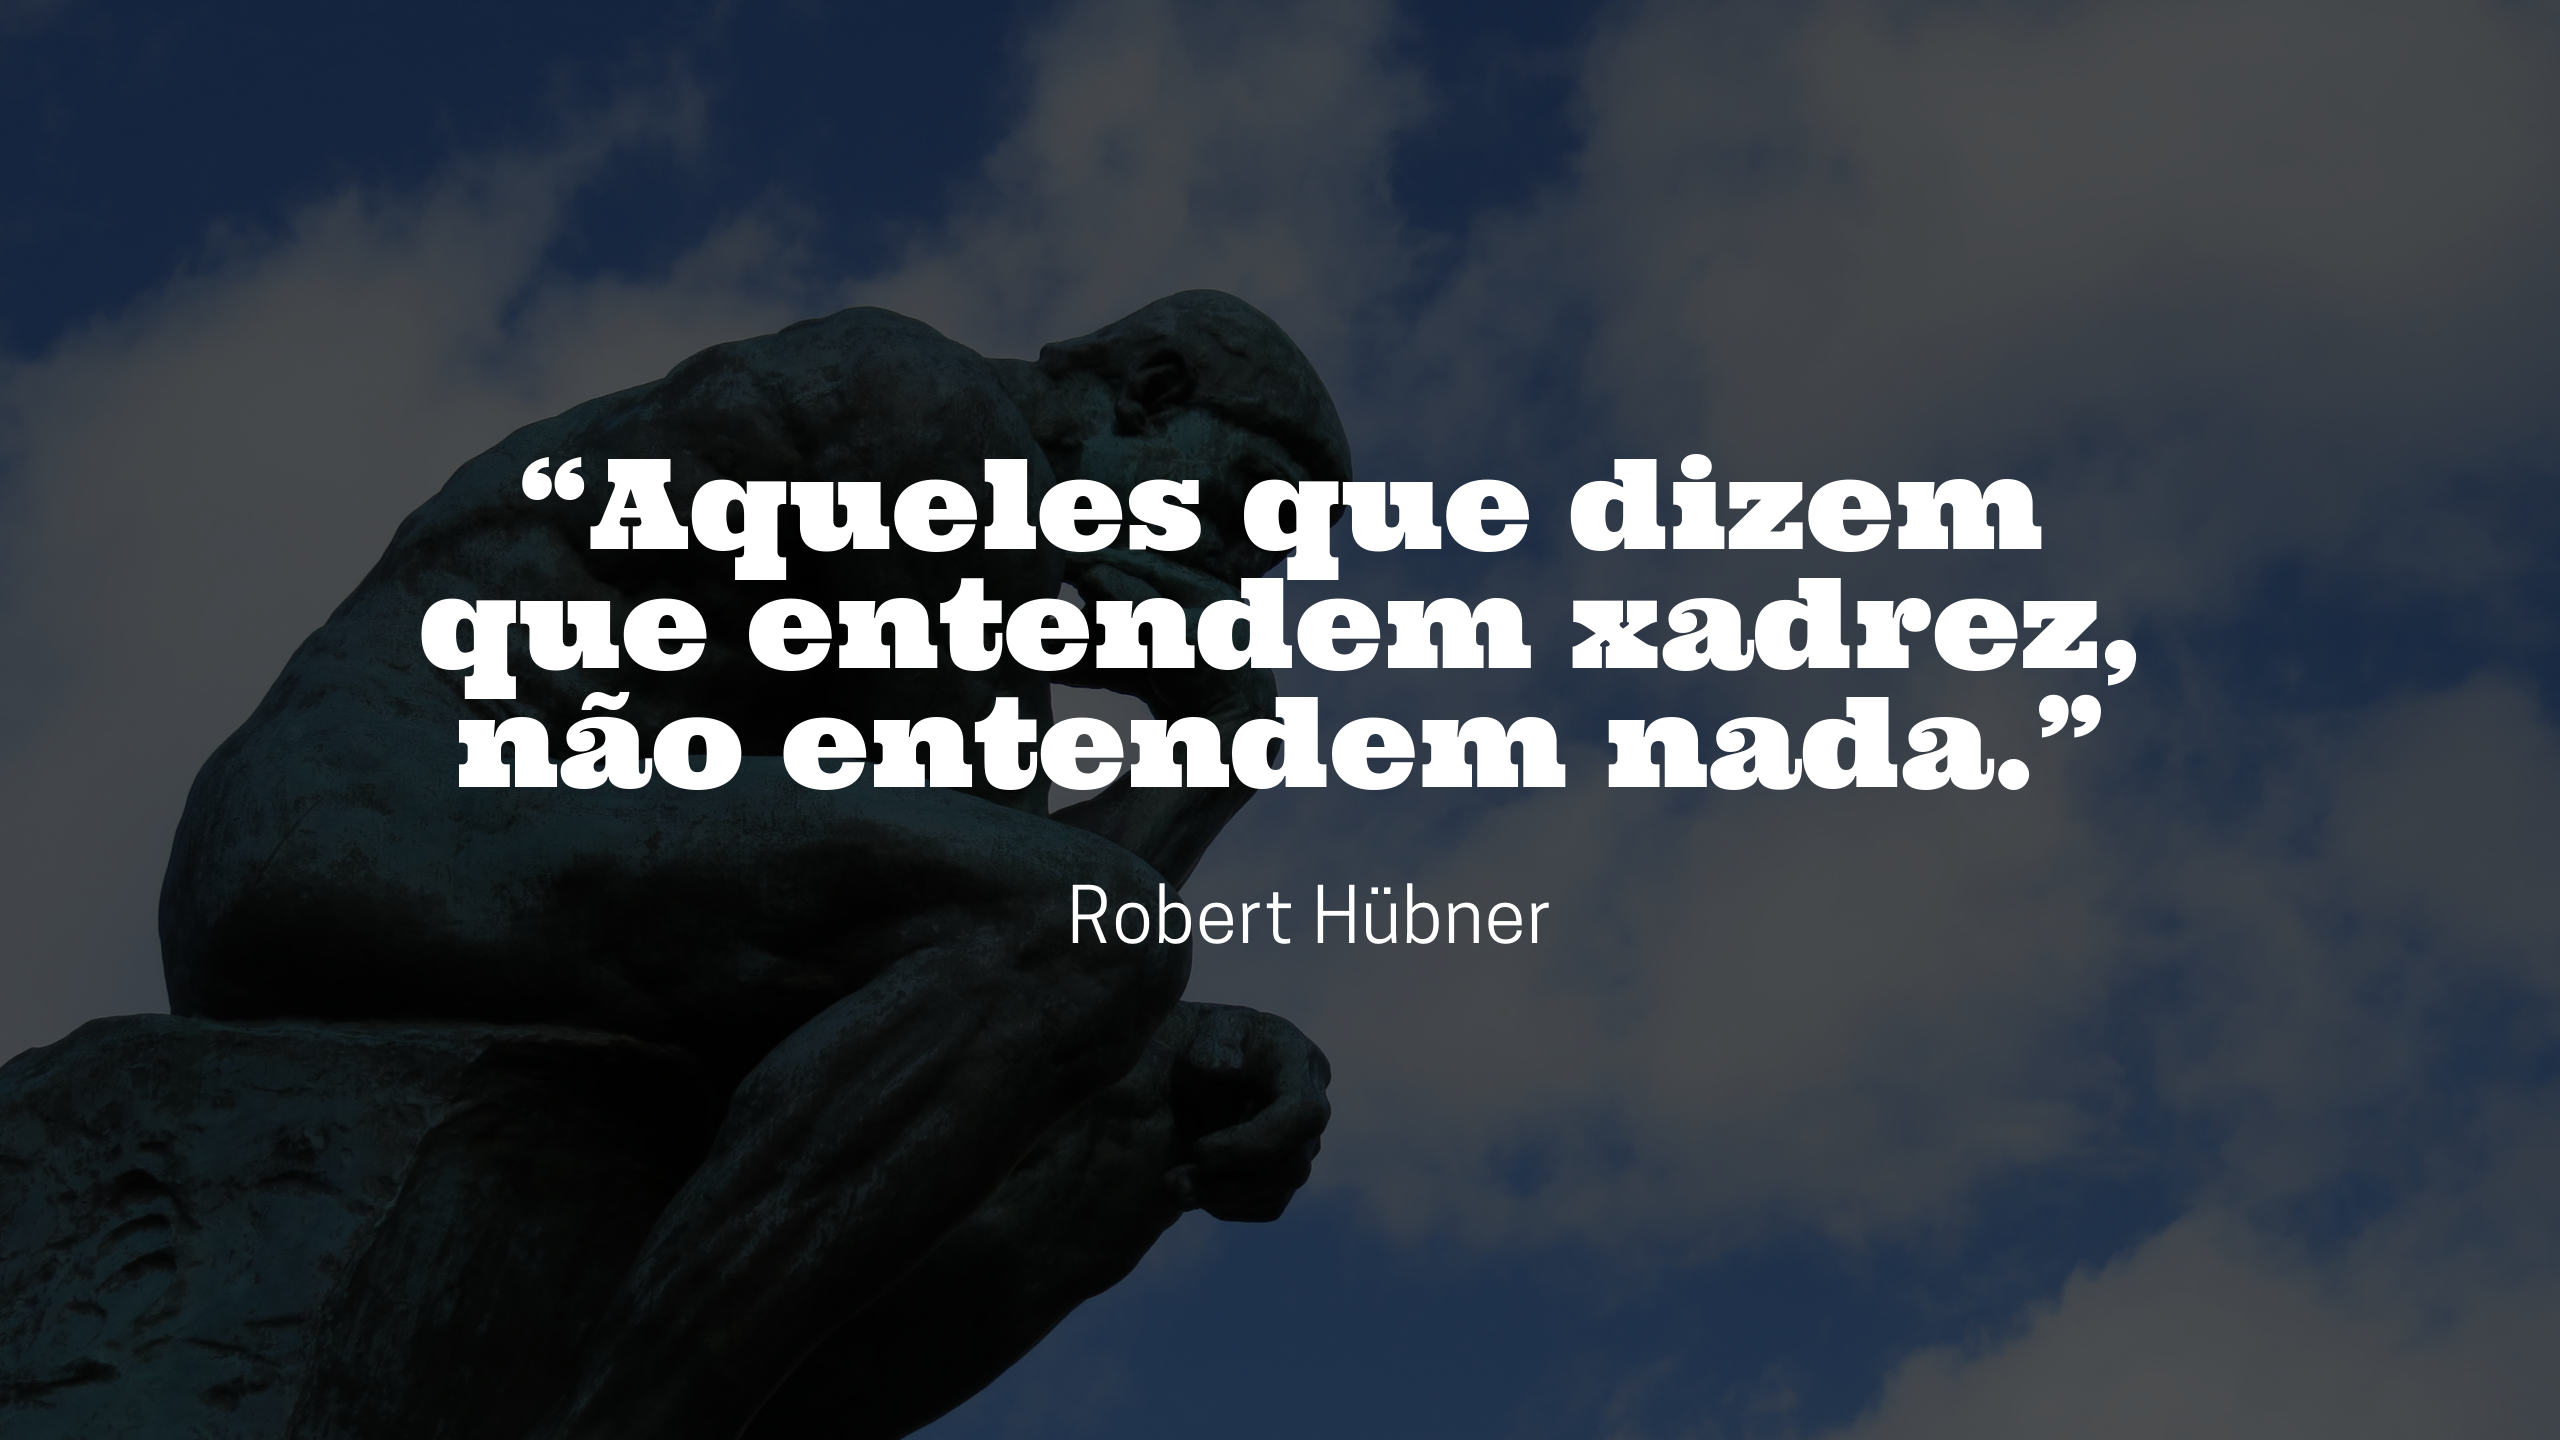 “Aqueles que dizem
que entendem xadrez,
não entendem nada.”
Robert Hübner